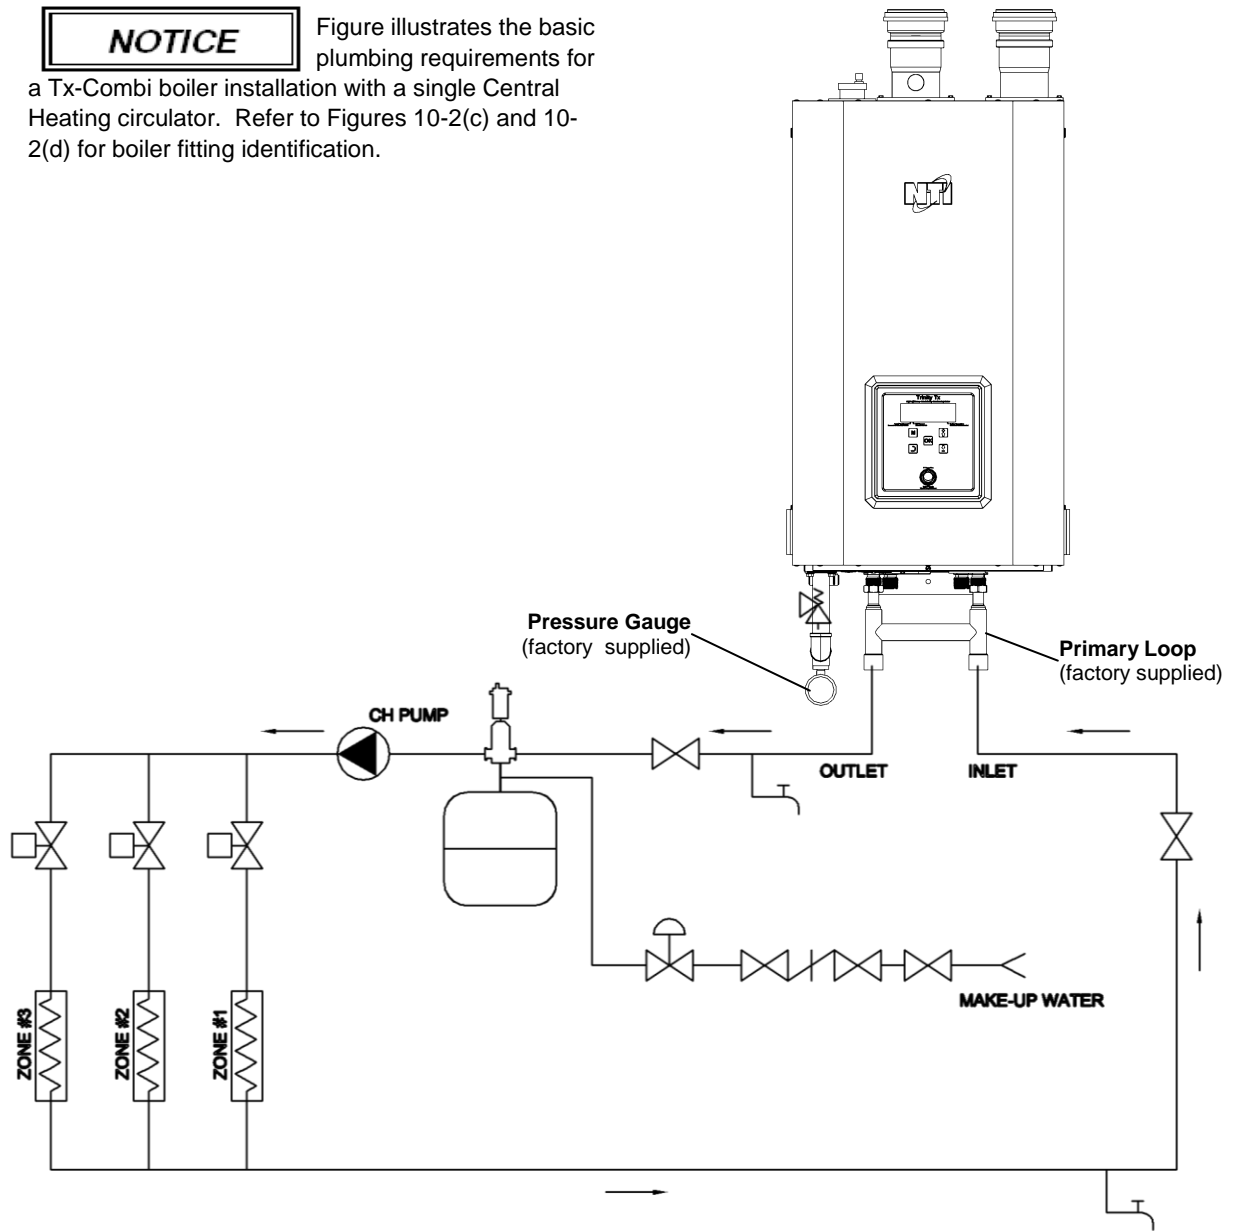 NOTICE
Figure illustrates the basic
plumbing requirements for
a Tx-Combi boiler installation with a single Central
Heating circulator. Refer to Figures 10-2(c) and 10-
2(d) for boiler fitting identification.
NTI
Trinity Tx
OK
Pressure Gauge
(factory supplied)
Primary Loop
(factory supplied)
CH PUMP
OUTLET
INLET
MAKE-UP WATER
ZONE #3
ZONE #2
ZONE #1